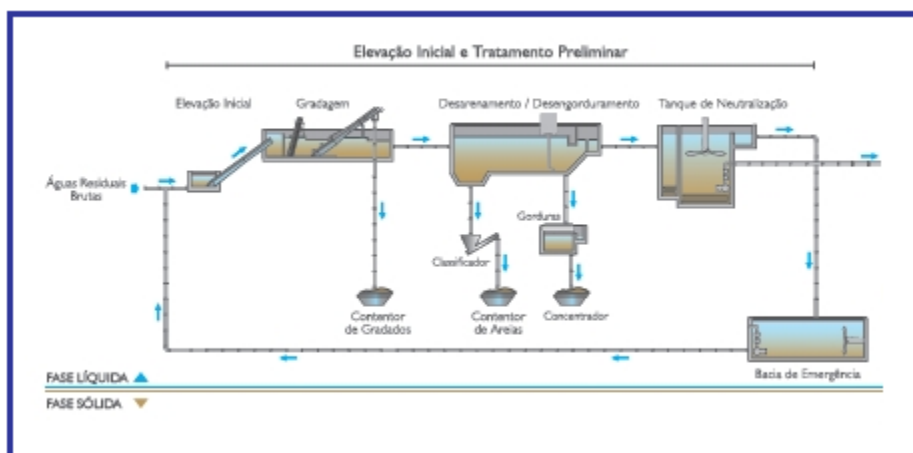 Elevação Inicial e Tratamento Preliminar
Elevação Inicial
Gradagem
Desarenamento / Desengorduramento
Tanque de Neutralização
Águas Residuais
Brutas
Gorduras
Classificador
Contentor
de Gradados
Contentor
de Areias
Concentrador
Bacia de Emergência
FASE LÍQUIDA
FASE SÓLIDA